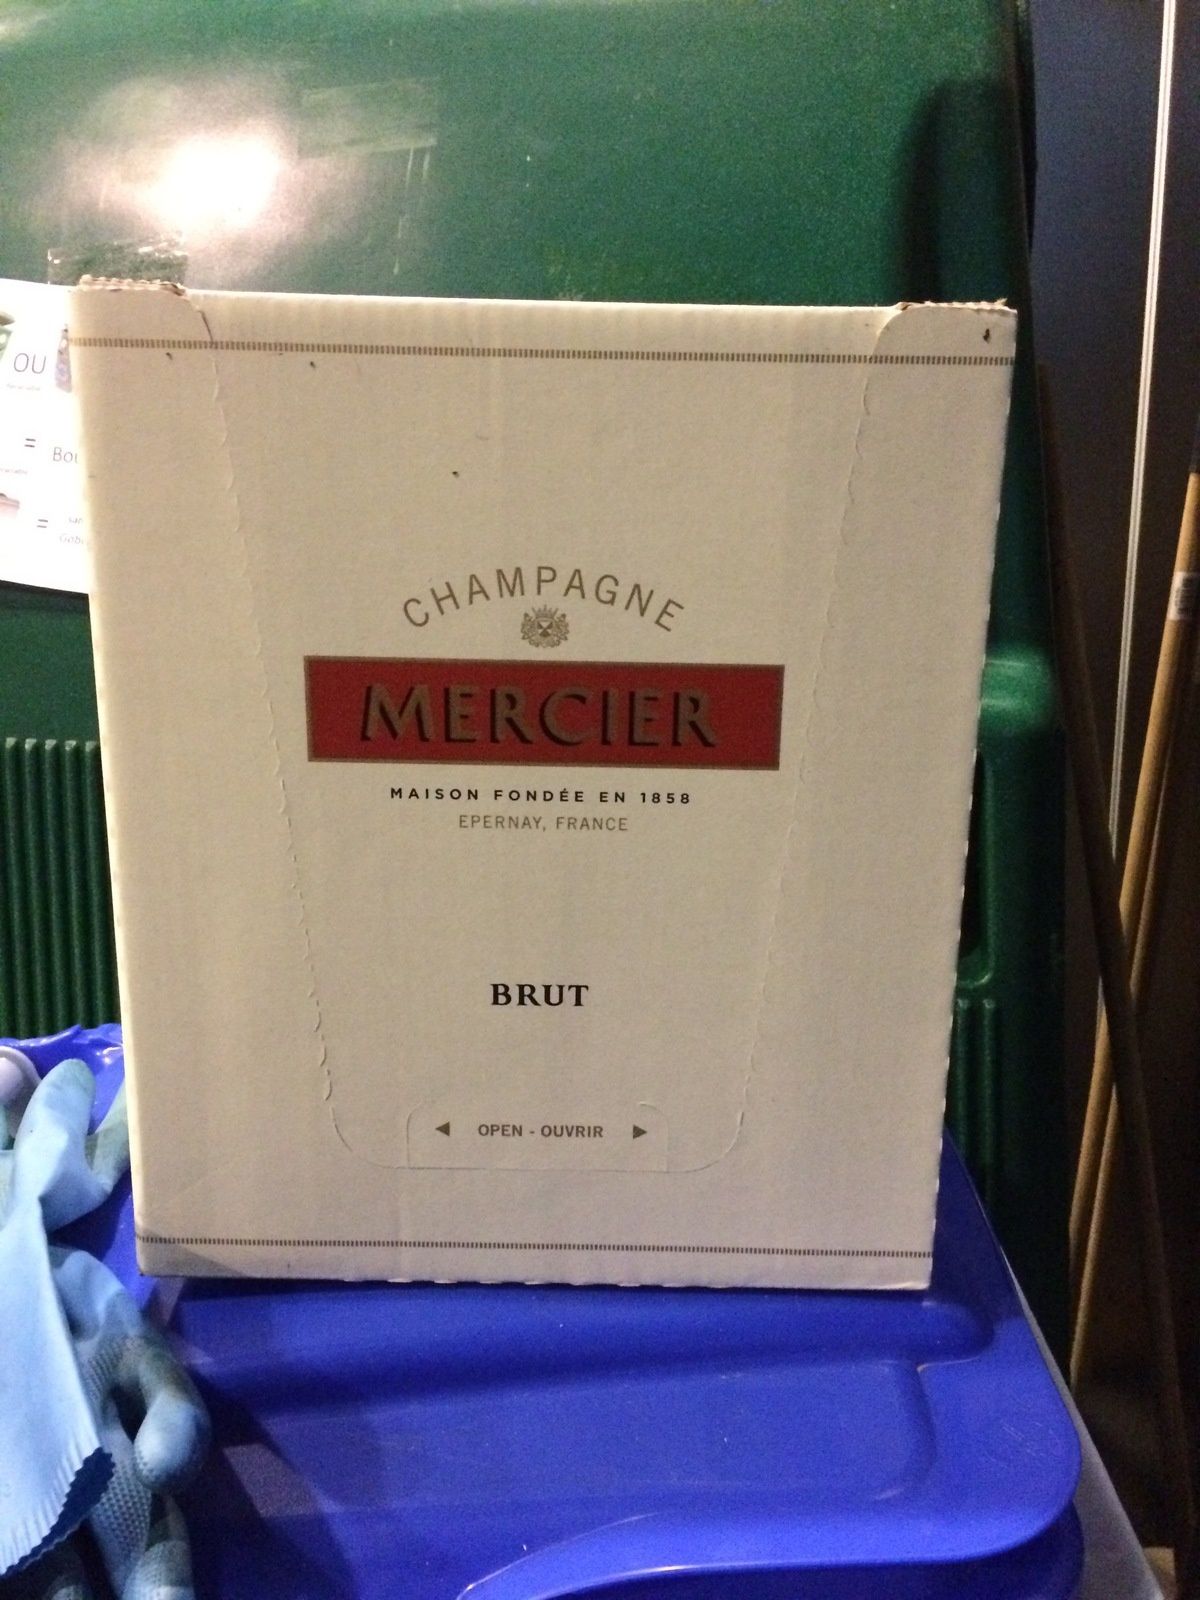 CHAMPAGNE
MERCIER
MAISON FONDÉE EN 1858
EPERNAY, FRANCE
BRUT
◄ OPEN - OUVRIR ►
OU
=
=